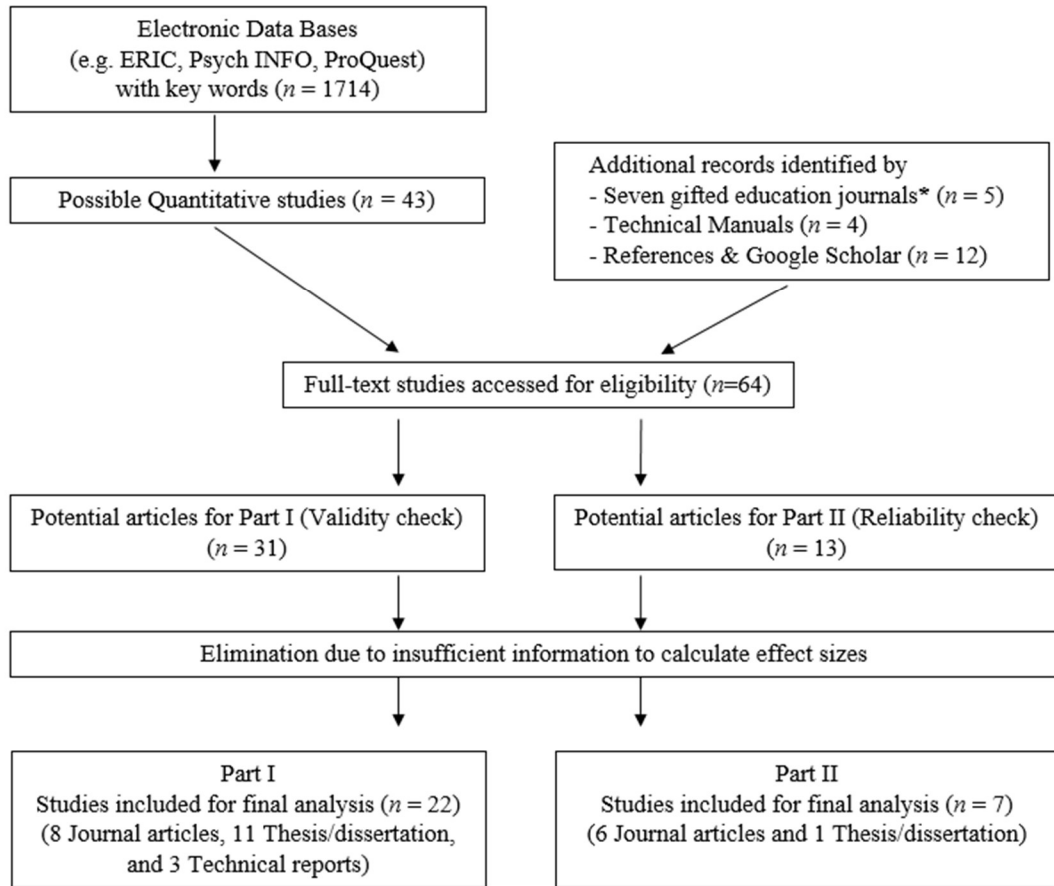 Electronic Data Bases
(e.g. ERIC, Psych INFO, ProQuest)
with key words (n = 1714)
Possible Quantitative studies (n = 43)
Additional records identified by
- Seven gifted education journals* (n = 5)
- Technical Manuals (n = 4)
- References & Google Scholar (n = 12)
Full-text studies accessed for eligibility (n=64)
Potential articles for Part I (Validity check)
(n = 31)
Potential articles for Part II (Reliability check)
(n = 13)
Elimination due to insufficient information to calculate effect sizes
Part I
Studies included for final analysis (n = 22)
(8 Journal articles, 11 Thesis/dissertation,
and 3 Technical reports)
Part II
Studies included for final analysis (n = 7)
(6 Journal articles and 1 Thesis/dissertation)